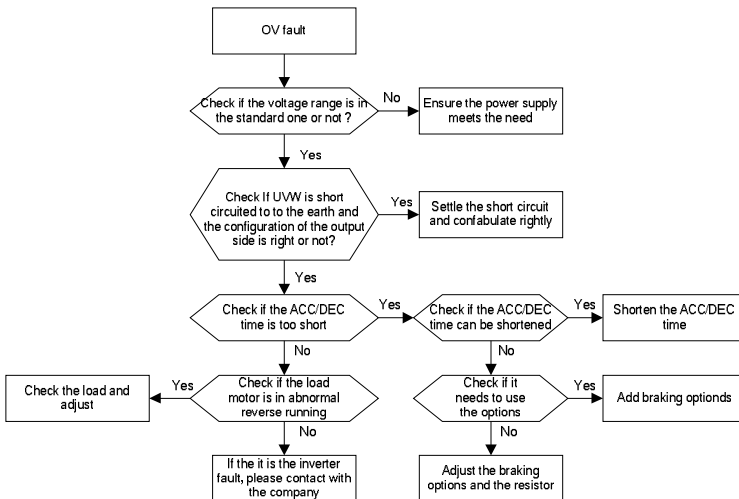 OV fault
Check if the voltage range is in
the standard one or not ?
No
Ensure the power supply
meets the need
Yes
Check If UVW is short
circuited to to the earth and
the configuration of the output
side is right or not?
Yes
Settle the short circuit
and confabulate rightly
Yes
Check if the ACC/DEC
time is too short
Yes
Check if the ACC/DEC
time can be shortened
Yes
Shorten the ACC/DEC
time
No
No
Check the load and
adjust
Yes
Check if the load
motor is in abnormal
reverse running
Check if it
needs to use
the options
Yes
Add braking optionds
No
No
If the it is the inverter
fault, please contact with
the company
Adjust the braking
options and the resistor